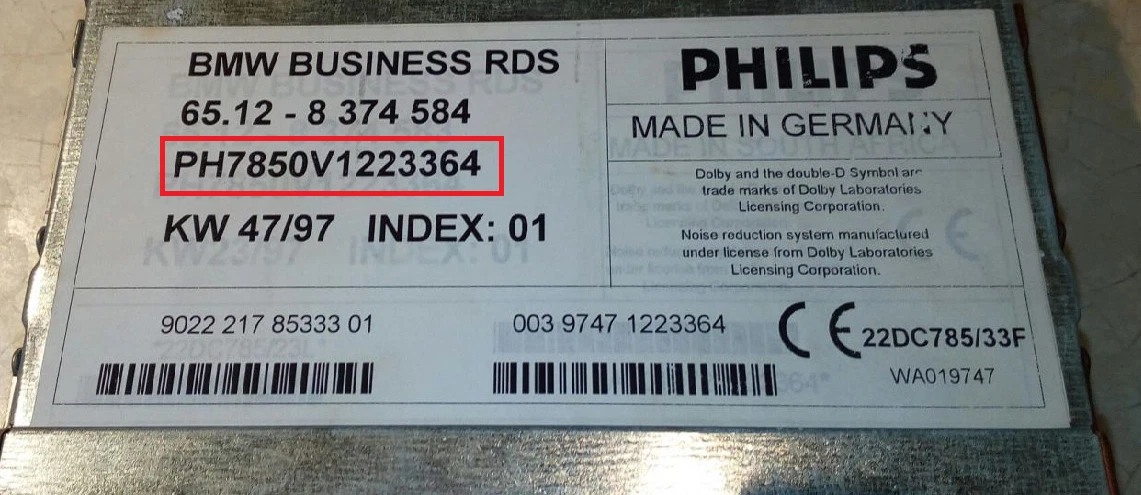 BMW BUSINESS RDS
65.12 - 8 374 584
PH7850V1223364
KW 47/97 INDEX: 01
PHILIPS
MADE IN GERMANY
Dolby and the double-D Symbol are
trade marks of Dolby Laboratories
Licensing Corporation.
Noise reduction system manufactured
under license from Dolby Laboratories
Licensing Corporation.
9022 217 85333 01
003 9747 1223364
CE 22DC785/33F
WA019747